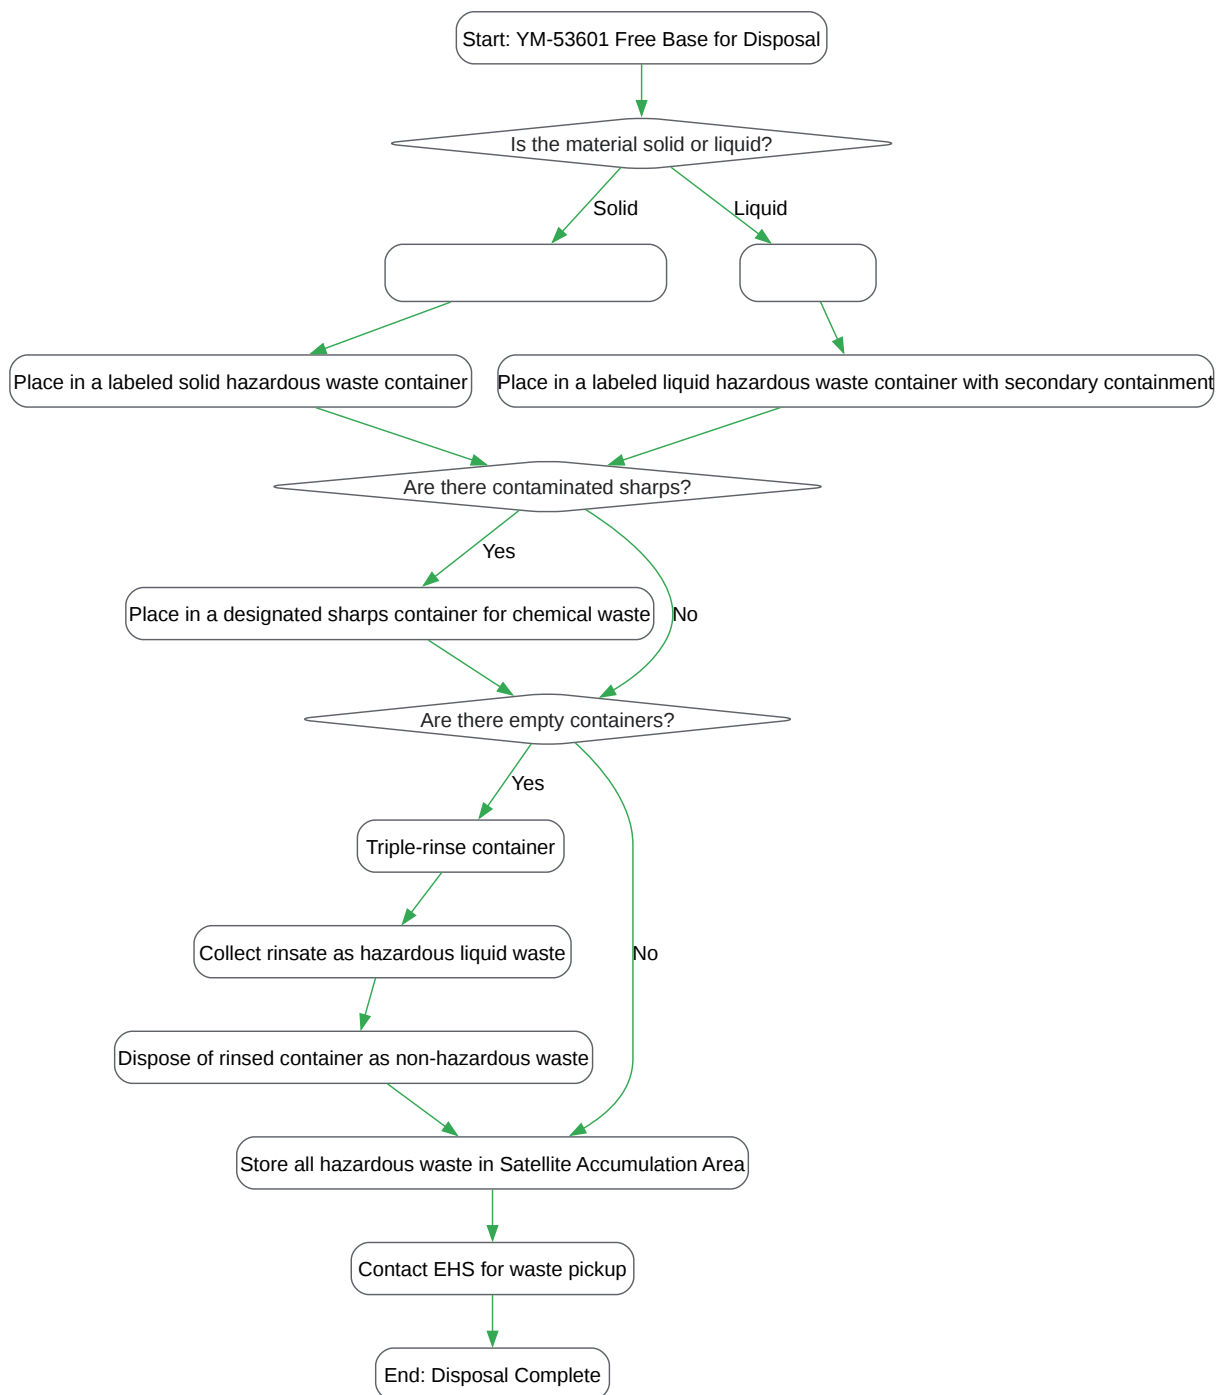 Start: YM-53601 Free Base for Disposal
Is the material solid or liquid?
Solid
Liquid
Place in a labeled solid hazardous waste container
Place in a labeled liquid hazardous waste container with secondary containment
Are there contaminated sharps?
Yes
Place in a designated sharps container for chemical waste
No
Are there empty containers?
Yes
Triple-rinse container
Collect rinsate as hazardous liquid waste
No
Dispose of rinsed container as non-hazardous waste
Store all hazardous waste in Satellite Accumulation Area
Contact EHS for waste pickup
End: Disposal Complete